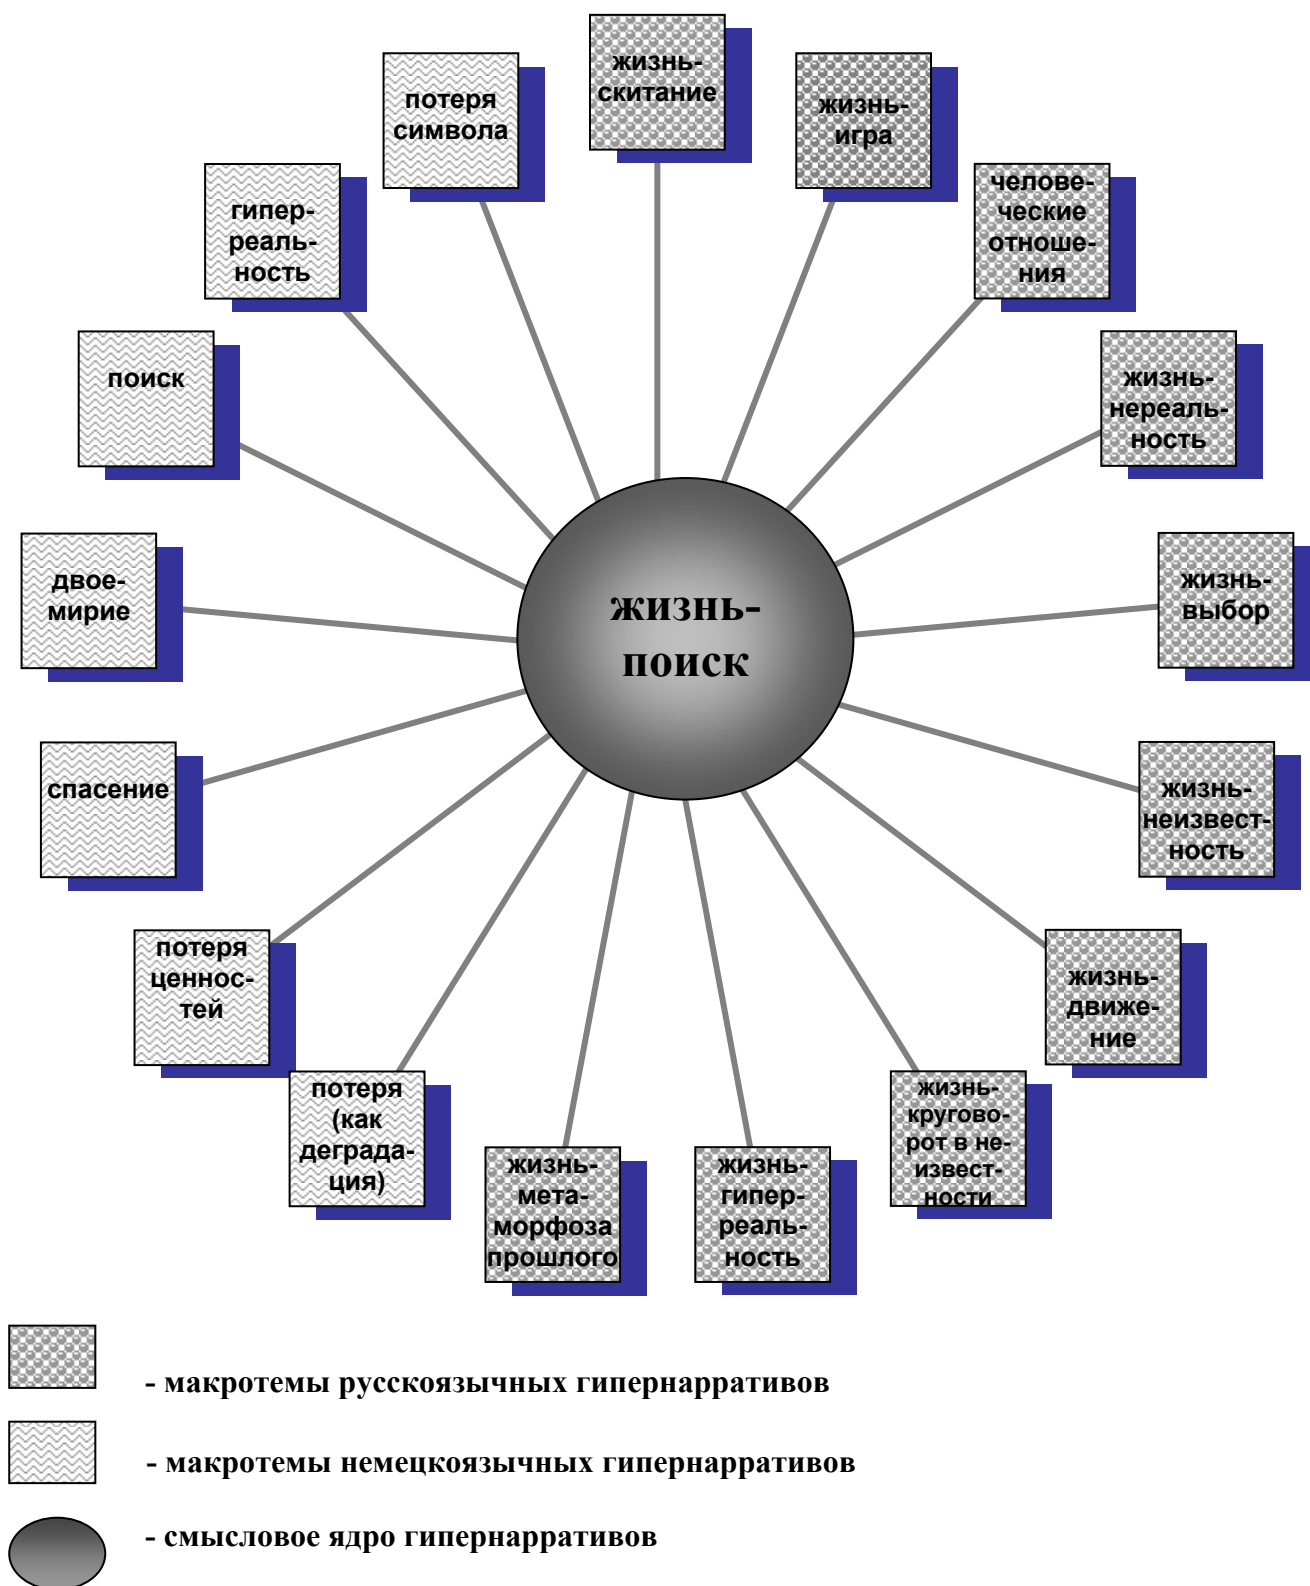 жизнь-
скитание
жизнь-
игра
челове-
ческие
отноше-
ния
жизнь-
нереаль-
ность
жизнь-
выбор
жизнь-
неизвест-
ность
жизнь-
движе-
ние
жизнь-
кругово-
рот в не-
извест-
ности
жизнь-
гипер-
реаль-
ность
жизнь-
мета-
морфоза
прошлого
потеря
(как
деграда-
ция)
потеря
ценнос-
тей
спасение
двое-
мирие
поиск
гипер-
реаль-
ность
потеря
символа
жизнь-
поиск
- макротемы русскоязычных гипернарративов
- макротемы немецкоязычных гипернарративов
- смысловое ядро гипернарративов